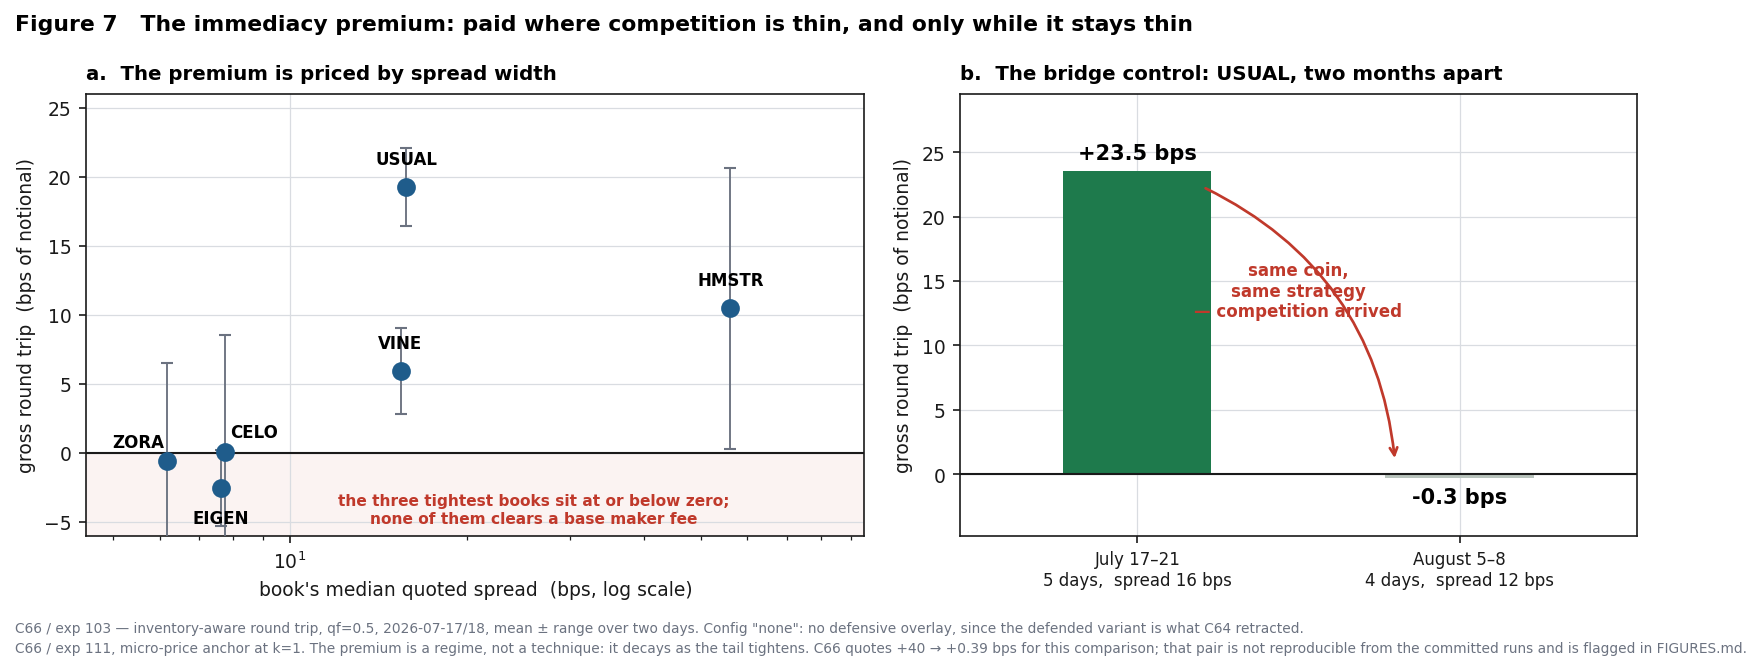 Figure 7   The immediacy premium: paid where competition is thin, and only while it stays thin
a.  The premium is priced by spread width
gross round trip  (bps of notional)
25
20
15
10
5
0
−5
USUAL
HMSTR
VINE
ZORA
CELO
EIGEN
the three tightest books sit at or below zero;
none of them clears a base maker fee
10¹
book's median quoted spread  (bps, log scale)
b.  The bridge control: USUAL, two months apart
gross round trip  (bps of notional)
25
20
15
10
5
0
+23.5 bps
same coin,
same strategy
— competition arrived
-0.3 bps
July 17–21
5 days,  spread 16 bps
August 5–8
4 days,  spread 12 bps
C66 / exp 103 — inventory-aware round trip, qf=0.5, 2026-07-17/18, mean ± range over two days. Config "none": no defensive overlay, since the defended variant is what C64 retracted.
C66 / exp 111, micro-price anchor at k=1. The premium is a regime, not a technique: it decays as the tail tightens. C66 quotes +40 → +0.39 bps for this comparison; that pair is not reproducible from the committed runs and is flagged in FIGURES.md.